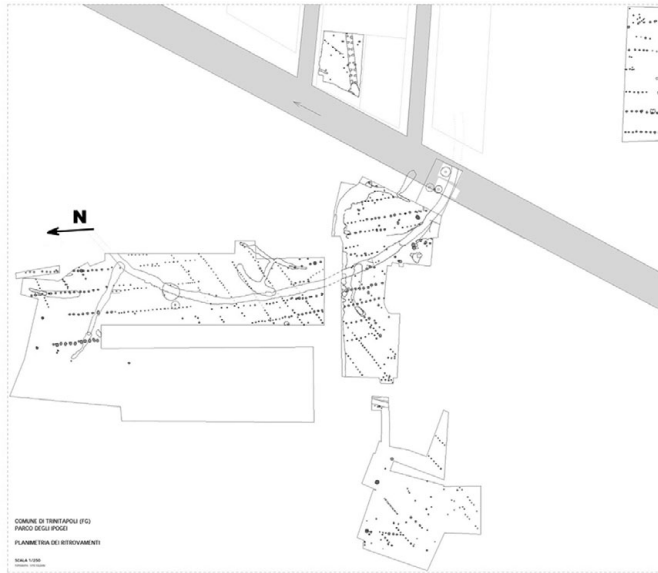 N
COMUNE DI TRINITAPOLI (FG)
PARCO DEGLI IPOGEI
PLANIMETRIA DEI RITROVAMENTI
SCALA 1:250